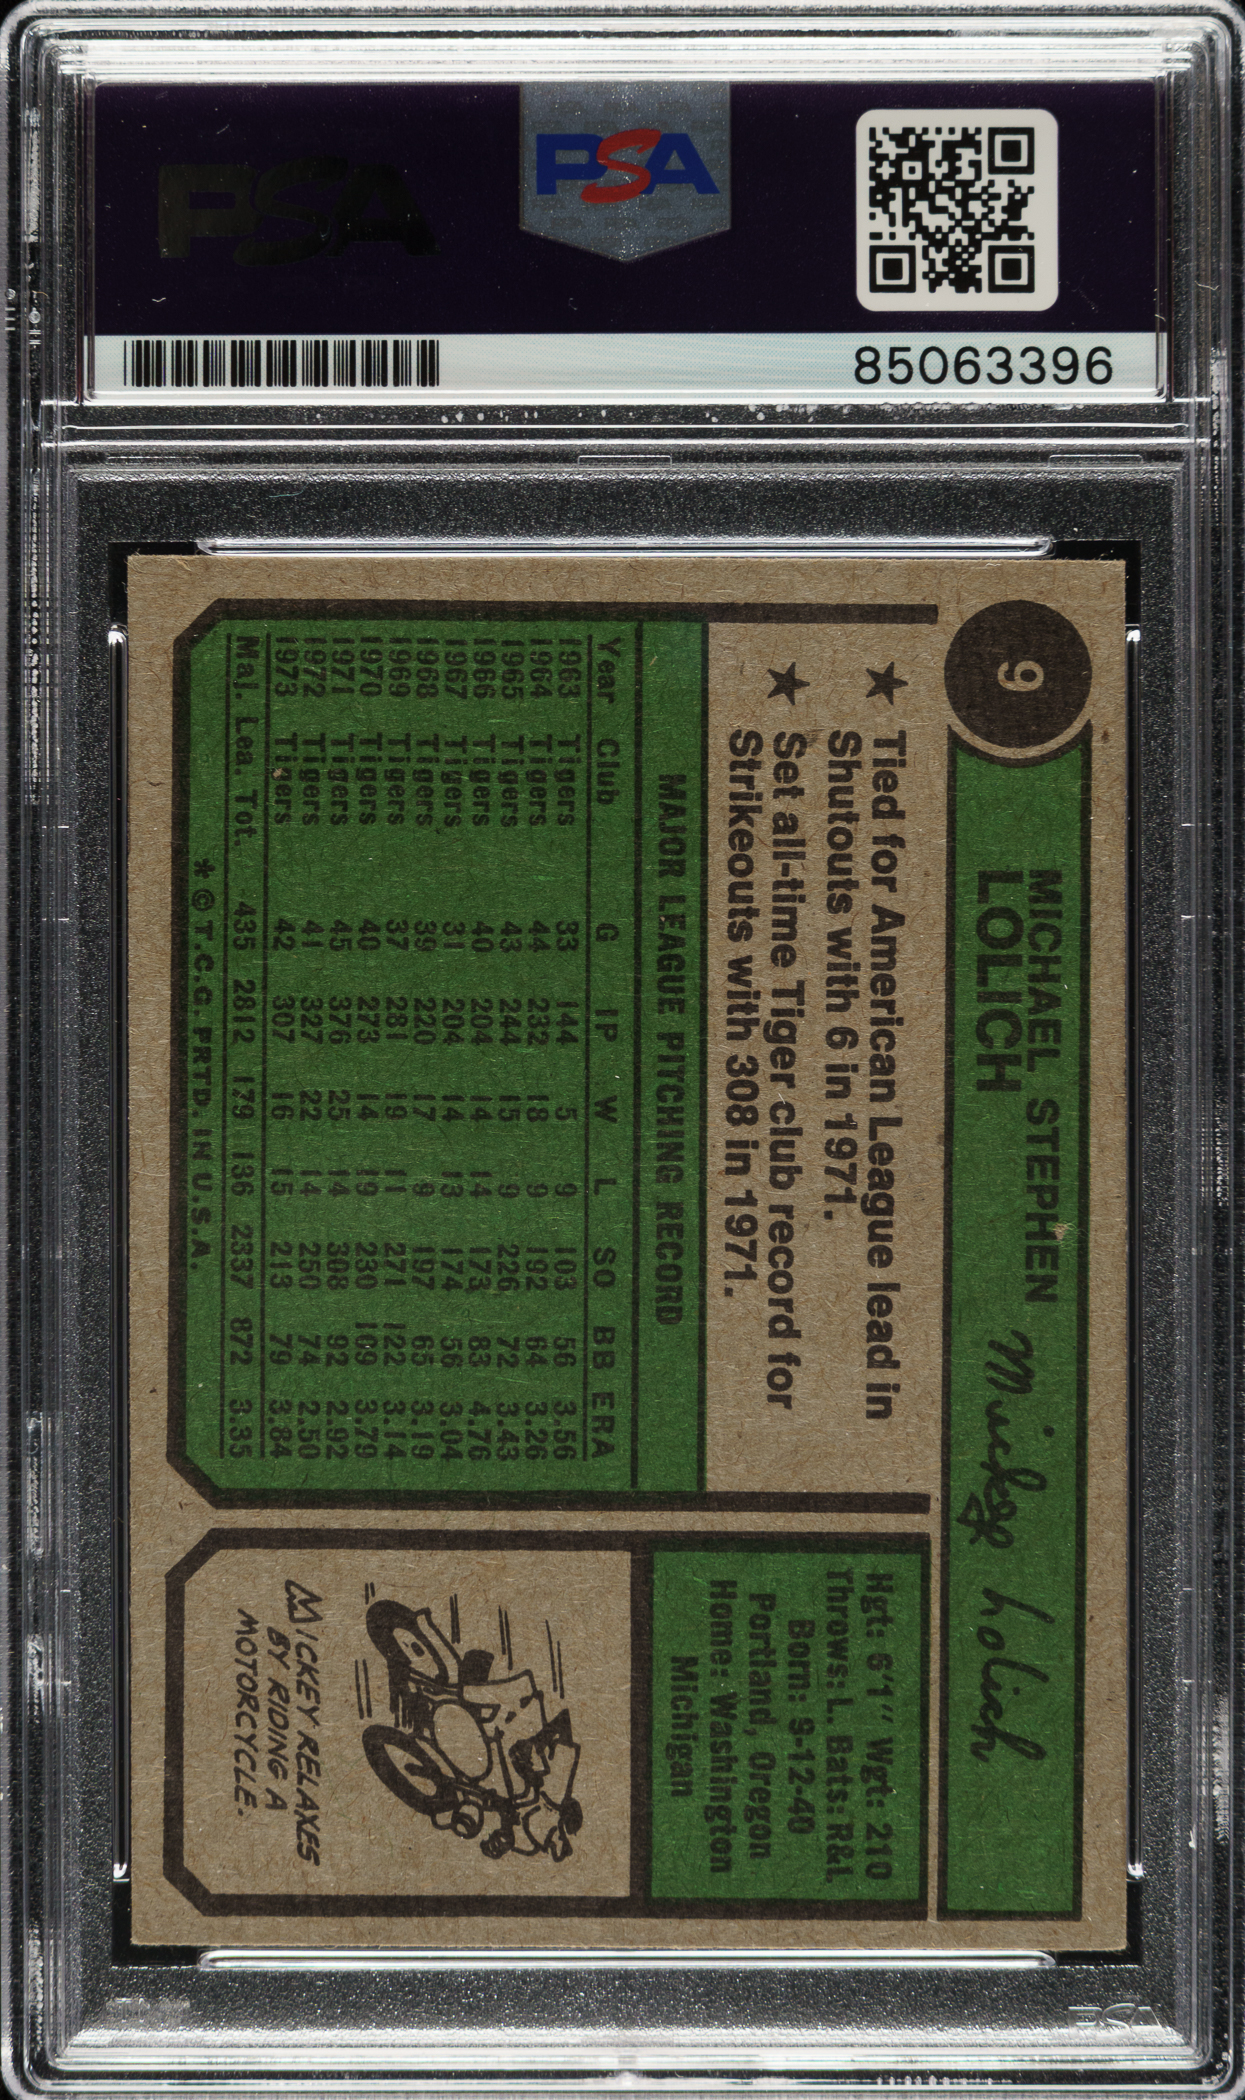 PSA
PSA
85063396
9
MICHAEL STEPHEN
LOLICH
Mickey Lolich
★ Tied for American League lead in
Shutouts with 6 in 1971.
★ Set all-time Tiger club record for
Strikeouts with 308 in 1971.
MAJOR LEAGUE PITCHING RECORD
Year Club G IP W L SO BB ERA
1963 Tigers 33 144 5 9 103 56 3.56
1964 Tigers 44 232 18 9 192 64 3.26
1965 Tigers 43 244 15 9 226 72 3.43
1966 Tigers 40 204 14 14 173 83 4.76
1967 Tigers 31 204 14 13 174 56 3.04
1968 Tigers 39 220 17 9 197 65 3.19
1969 Tigers 37 281 19 11 271 122 3.14
1970 Tigers 40 273 14 19 230 109 3.79
1971 Tigers 45 376 25 14 308 92 2.92
1972 Tigers 41 327 22 14 250 74 2.50
1973 Tigers 42 307 16 15 213 79 3.84
Maj. Lea. Tot. 435 2812 179 136 2337 872 3.35
* © T.C.G. PRTD. IN U.S.A.
Hgt: 6'1" Wgt: 210
Throws: L. Bats: R&L
Born: 9-12-40
Portland, Oregon
Home: Washington
Michigan
MICKEY RELAXES
BY RIDING A
MOTORCYCLE.
PSA